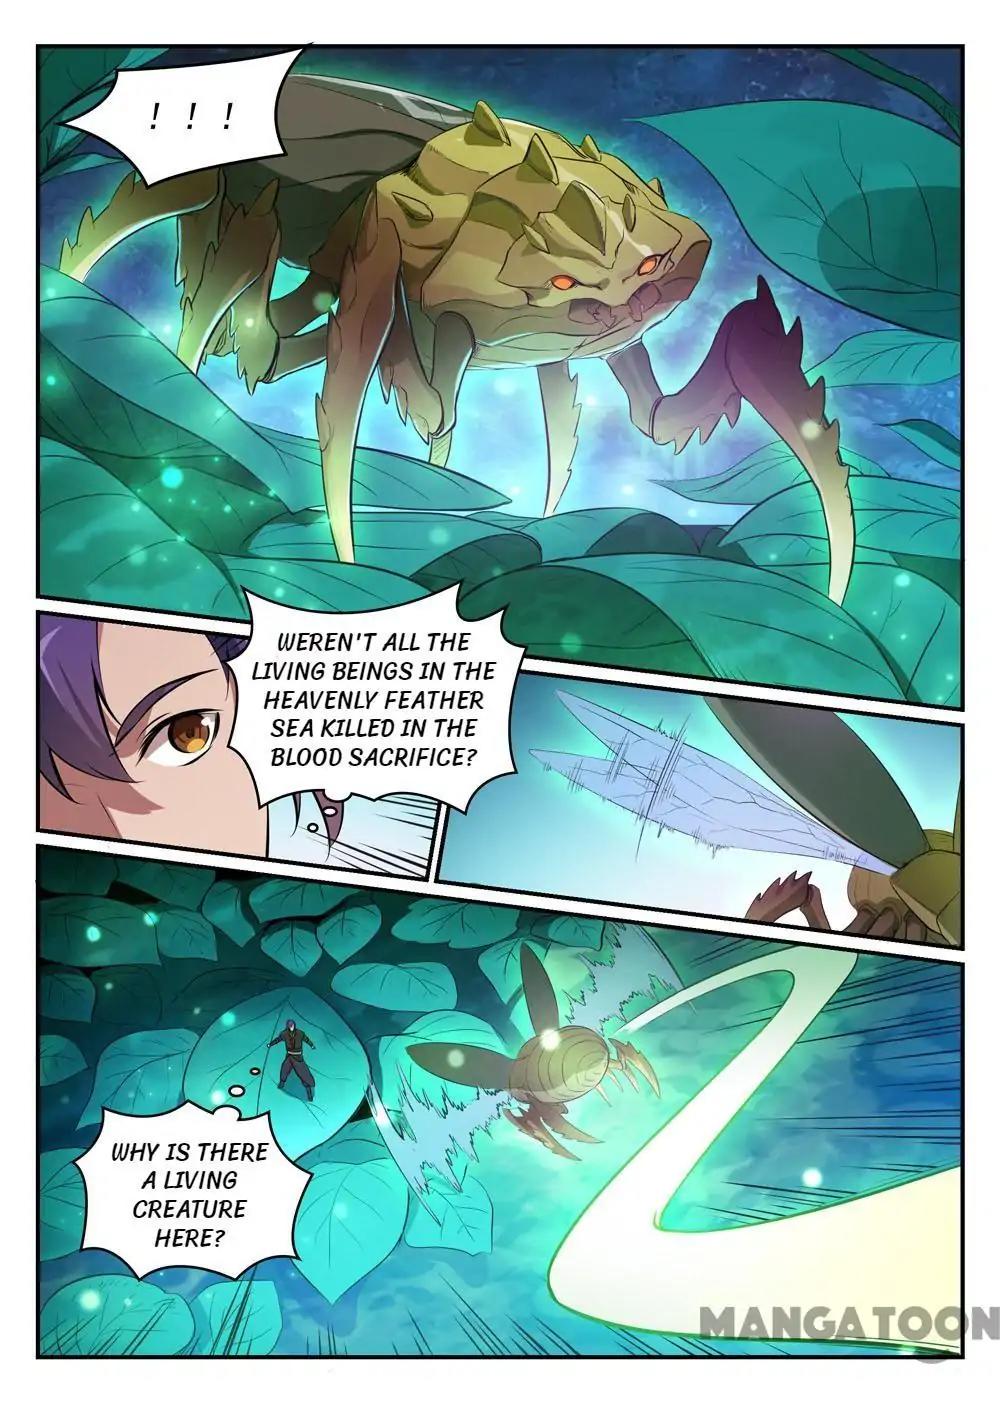 ! ! !
WEREN'T ALL THE
LIVING BEINGS IN THE
HEAVENLY FEATHER
SEA KILLED IN THE
BLOOD SACRIFICE?
WHY IS THERE
A LIVING
CREATURE
HERE?
MANGATOON